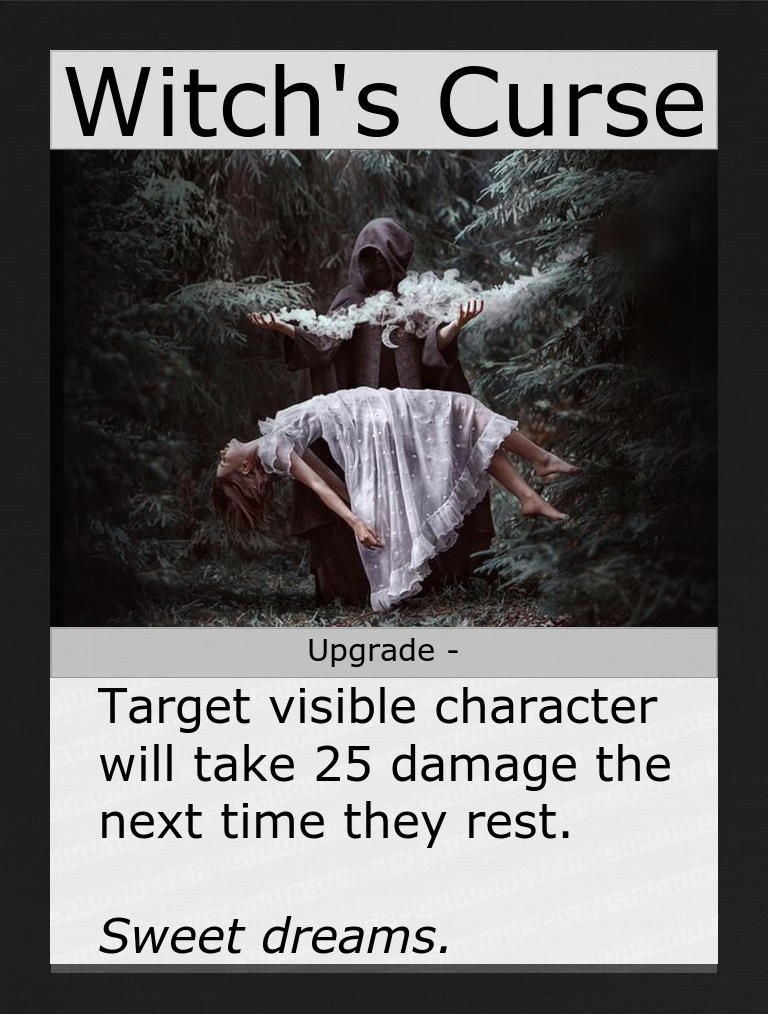 Witch's Curse
Upgrade -
Target visible character
will take 25 damage the
next time they rest.
Sweet dreams.